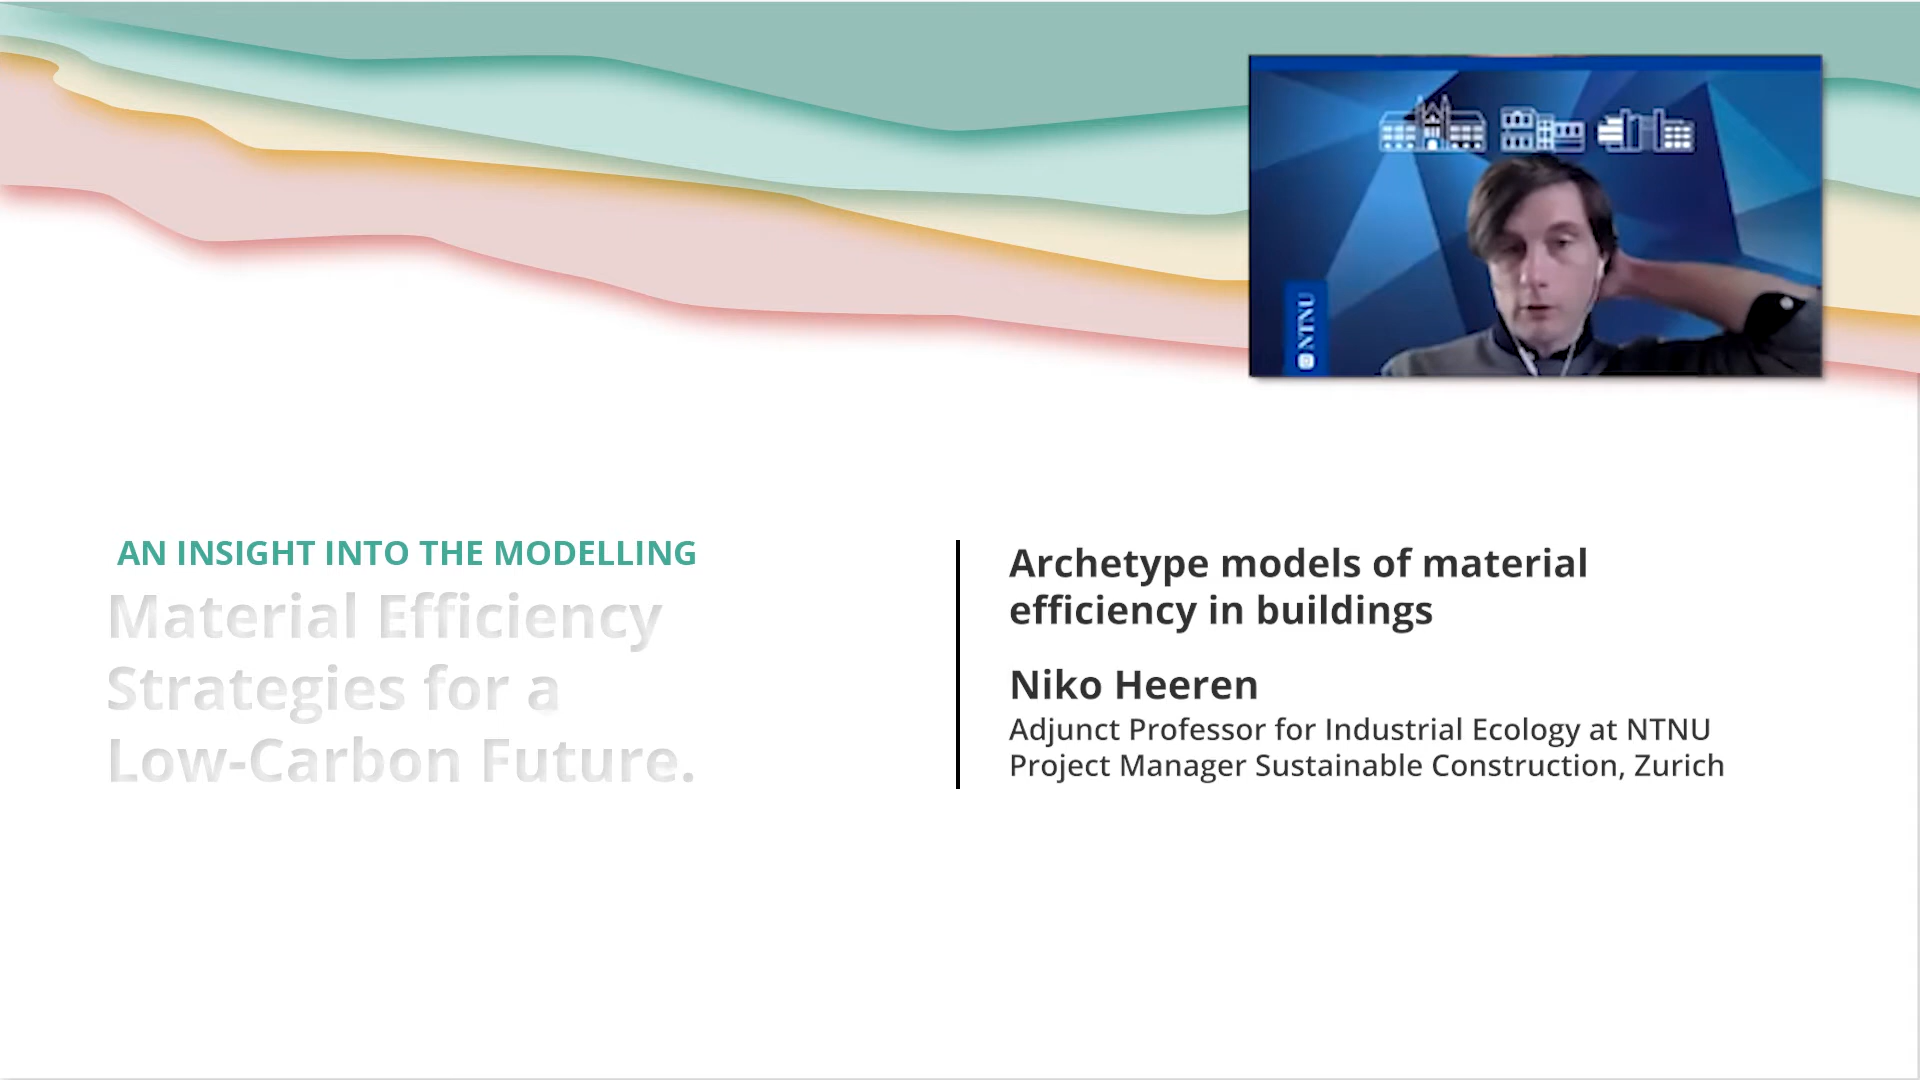 NTNU
AN INSIGHT INTO THE MODELLING
Material Efficiency
Strategies for a
Low-Carbon Future.
Archetype models of material
efficiency in buildings
Niko Heeren
Adjunct Professor for Industrial Ecology at NTNU
Project Manager Sustainable Construction, Zurich